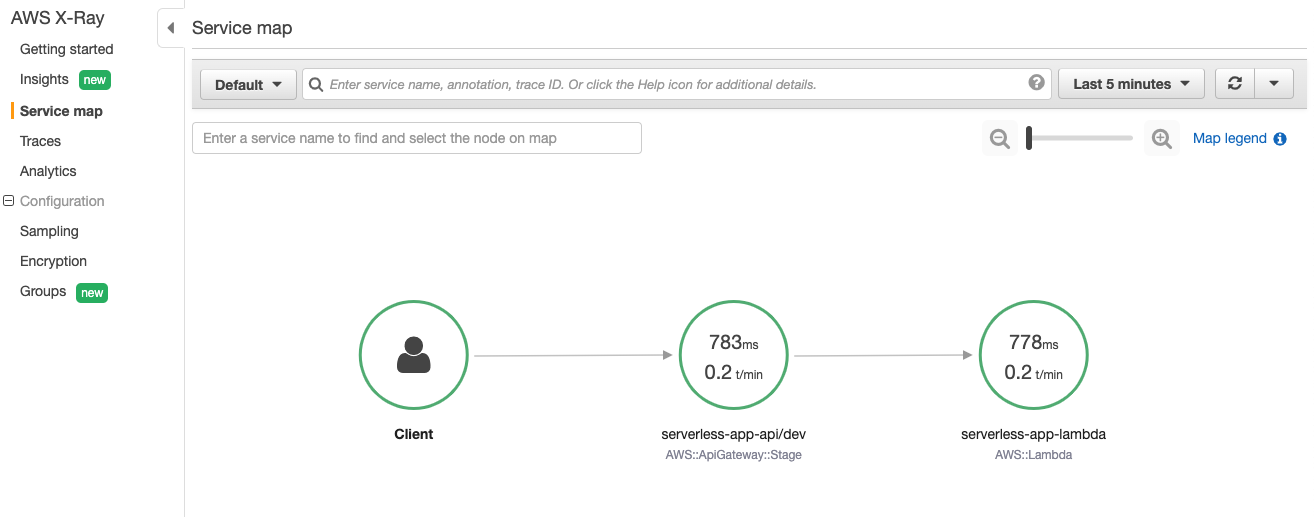 AWS X-Ray
Getting started
Insights new
Service map
Traces
Analytics
Configuration
Sampling
Encryption
Groups new
Service map
Default Enter service name, annotation, trace ID. Or click the Help icon for additional details. ? Last 5 minutes
Enter a service name to find and select the node on map Map legend i
783ms 778ms
0.2 t/min 0.2 t/min
Client serverless-app-api/dev serverless-app-lambda
AWS::ApiGateway::Stage AWS::Lambda